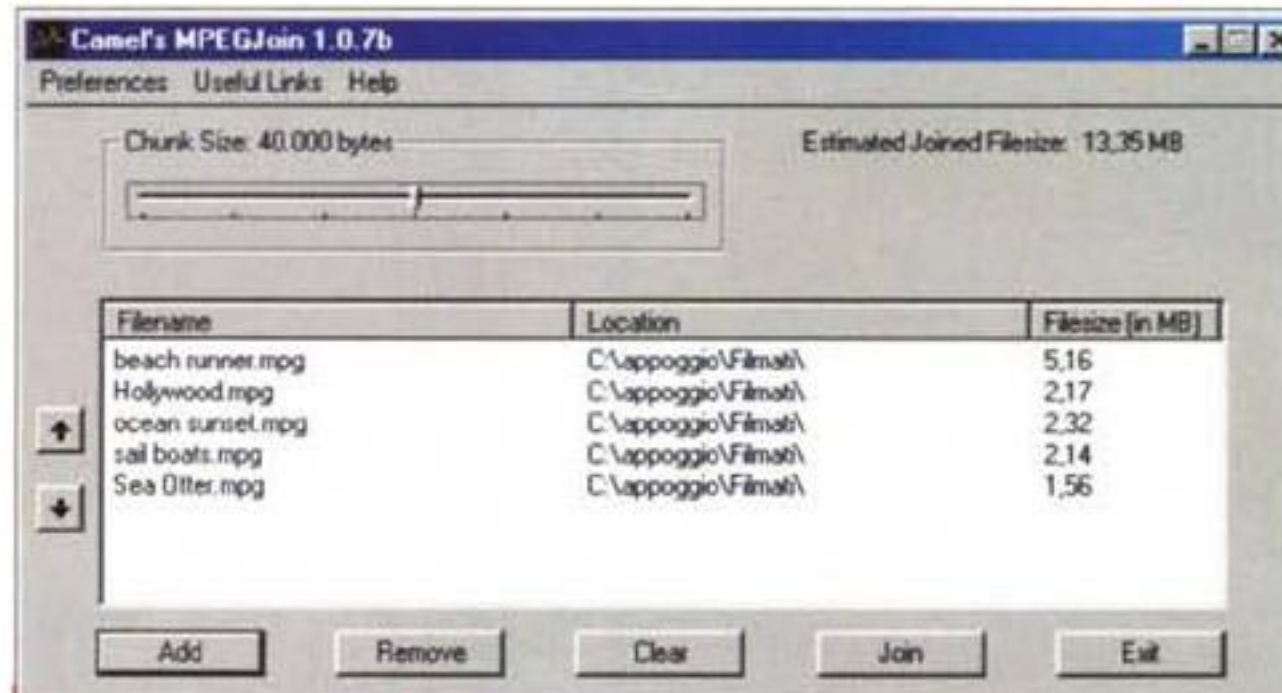 Camel's MPEGJoin 1.0.7b
Preferences Useful Links Help
Chunk Size: 40.000 bytes
Estimated Joined Filesize: 13,35 MB
Filename Location Filesize [in MB]
beach runner.mpg C:\appoggio\Filmati\ 5,16
Hollywood.mpg C:\appoggio\Filmati\ 2,17
ocean sunset.mpg C:\appoggio\Filmati\ 2,32
sail boats.mpg C:\appoggio\Filmati\ 2,14
Sea Otter.mpg C:\appoggio\Filmati\ 1,56
Add Remove Clear Join Exit